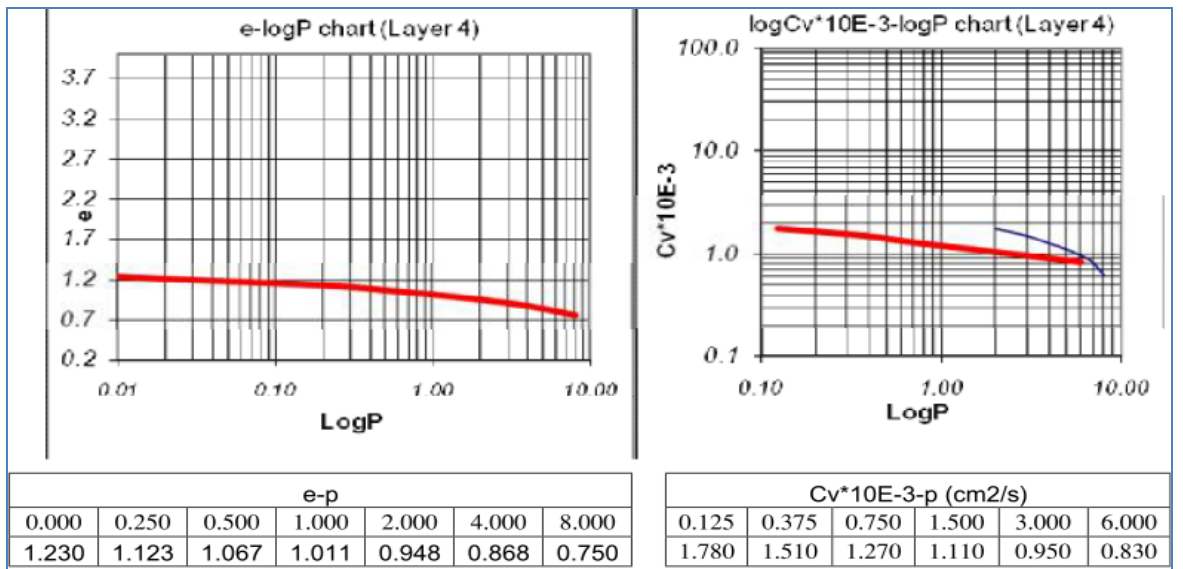 e-logP chart (Layer 4)
3.7
3.2
2.7
2.2
e
1.7
1.2
0.7
0.2
0.01 0.10 1.00 10.00
LogP
logCv*10E-3-logP chart (Layer 4)
100.0
10.0
Cv*10E-3
1.0
0.1
0.10 1.00 10.00
LogP
e-p
0.000 0.250 0.500 1.000 2.000 4.000 8.000
1.230 1.123 1.067 1.011 0.948 0.868 0.750
Cv*10E-3-p (cm2/s)
0.125 0.375 0.750 1.500 3.000 6.000
1.780 1.510 1.270 1.110 0.950 0.830